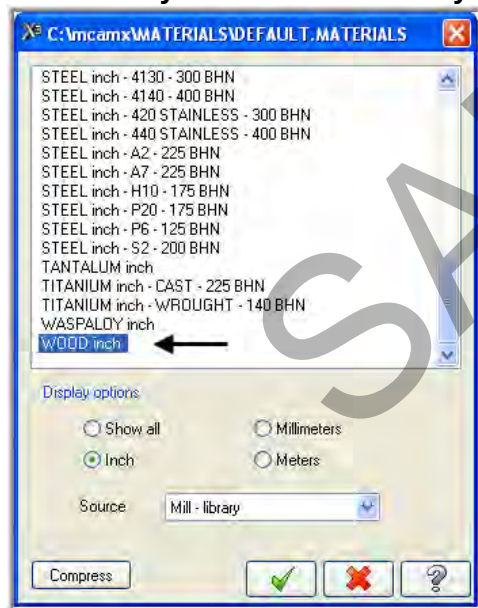 C:\mcamx\MATERIALS\DEFAULT.MATERIALS
STEEL inch - 4130 - 300 BHN
STEEL inch - 4140 - 400 BHN
STEEL inch - 420 STAINLESS - 300 BHN
STEEL inch - 440 STAINLESS - 400 BHN
STEEL inch - A2 - 225 BHN
STEEL inch - A7 - 225 BHN
STEEL inch - H10 - 175 BHN
STEEL inch - P20 - 175 BHN
STEEL inch - P6 - 125 BHN
STEEL inch - S2 - 200 BHN
TANTALUM inch
TITANIUM inch - CAST - 225 BHN
TITANIUM inch - WROUGHT - 140 BHN
WASPALOY inch
WOOD inch
Display options
Show all
Millimeters
Inch
Meters
Source
Mill - library
Compress